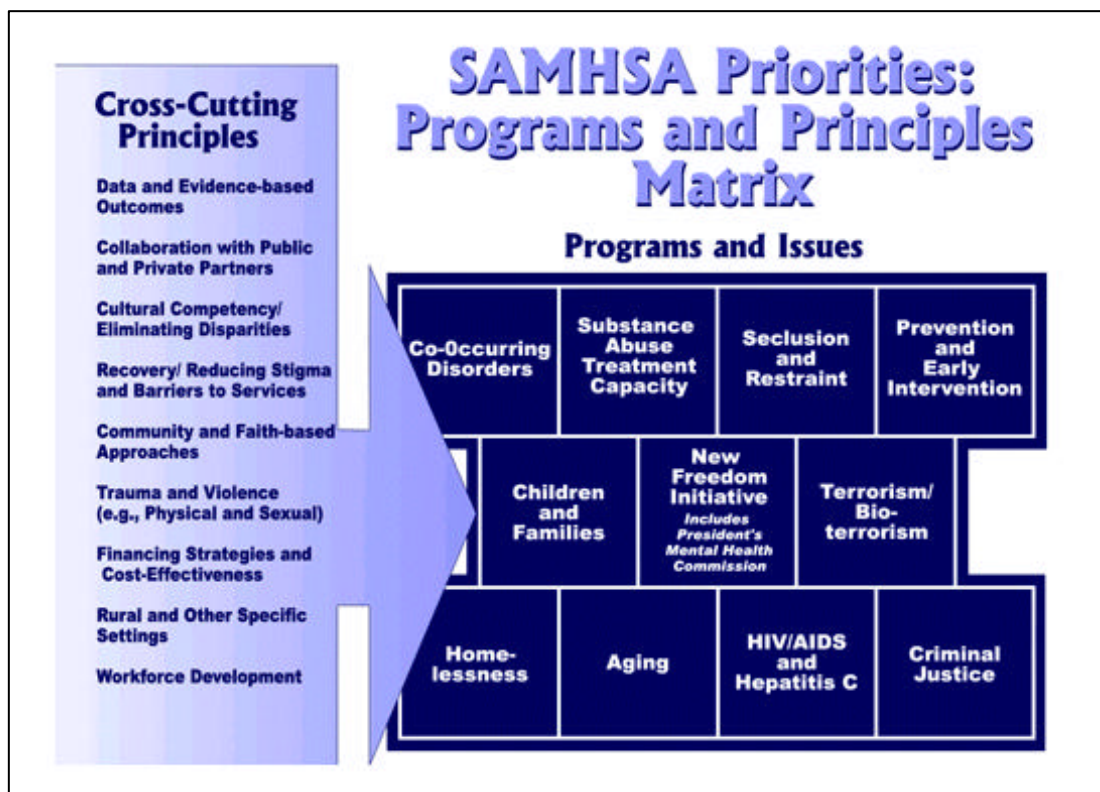 SAMHSA Priorities:
Programs and Principles
Matrix
Cross-Cutting
Principles
Data and Evidence-based
Outcomes
Collaboration with Public
and Private Partners
Cultural Competency/
Eliminating Disparities
Recovery/ Reducing Stigma
and Barriers to Services
Community and Faith-based
Approaches
Trauma and Violence
(e.g., Physical and Sexual)
Financing Strategies and
Cost-Effectiveness
Rural and Other Specific
Settings
Workforce Development
Programs and Issues
Co-Occurring
Disorders
Substance
Abuse
Treatment
Capacity
Seclusion
and
Restraint
Prevention
and
Early
Intervention
Children
and
Families
New
Freedom
Initiative
Includes
President's
Mental Health
Commission
Terrorism/
Bio-
terrorism
Home-
lessness
Aging
HIV/AIDS
and
Hepatitis C
Criminal
Justice